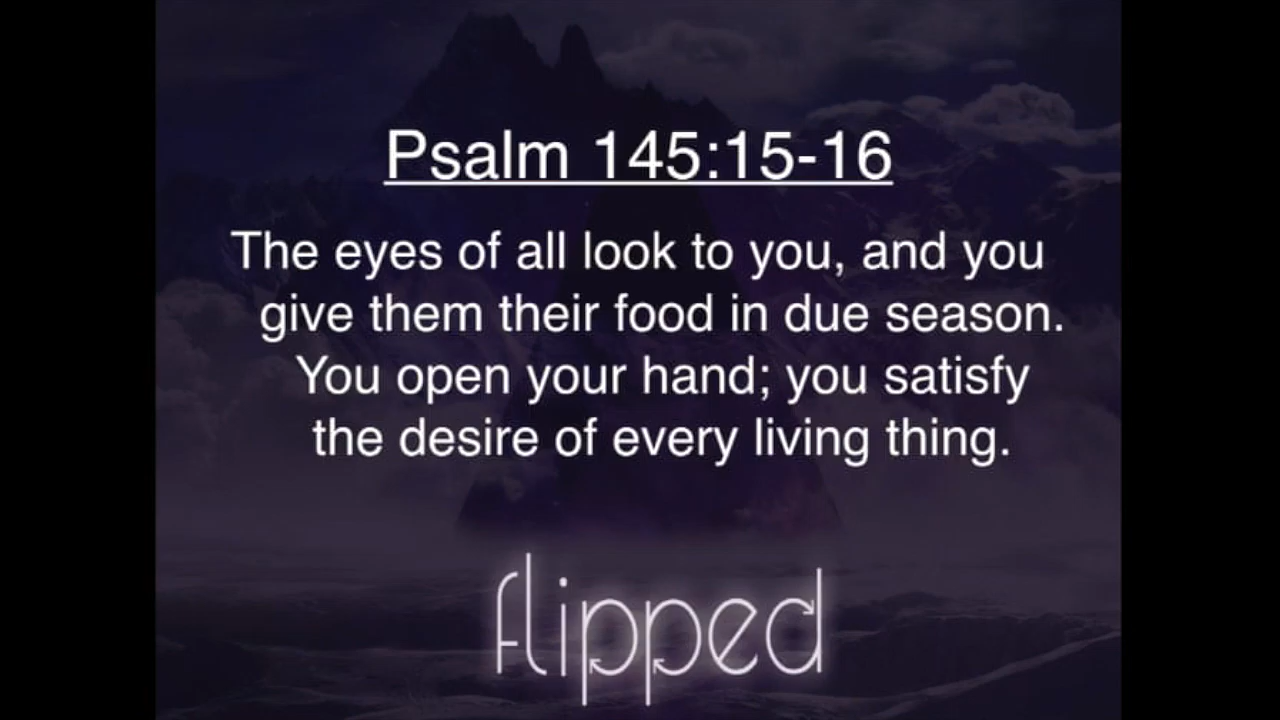 Psalm 145:15-16
The eyes of all look to you, and you
give them their food in due season.
You open your hand; you satisfy
the desire of every living thing.
flipped